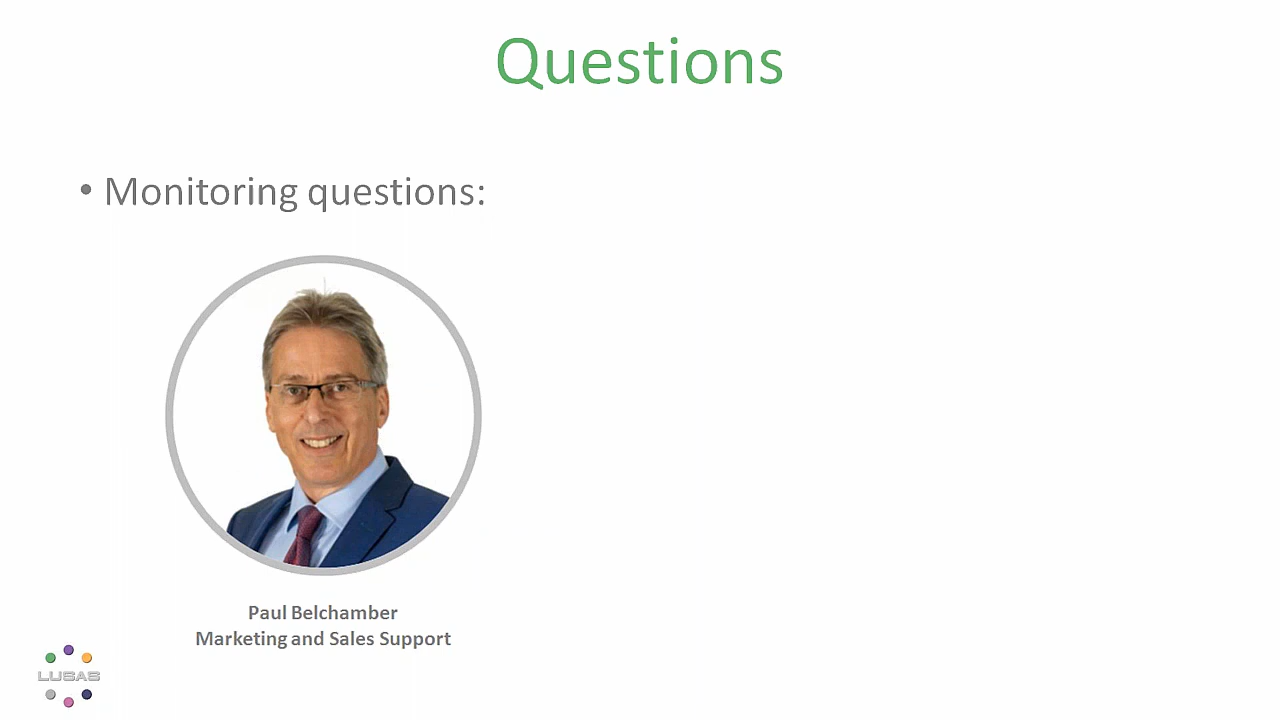 Questions
• Monitoring questions:
Paul Belchamber
Marketing and Sales Support
LUSAS